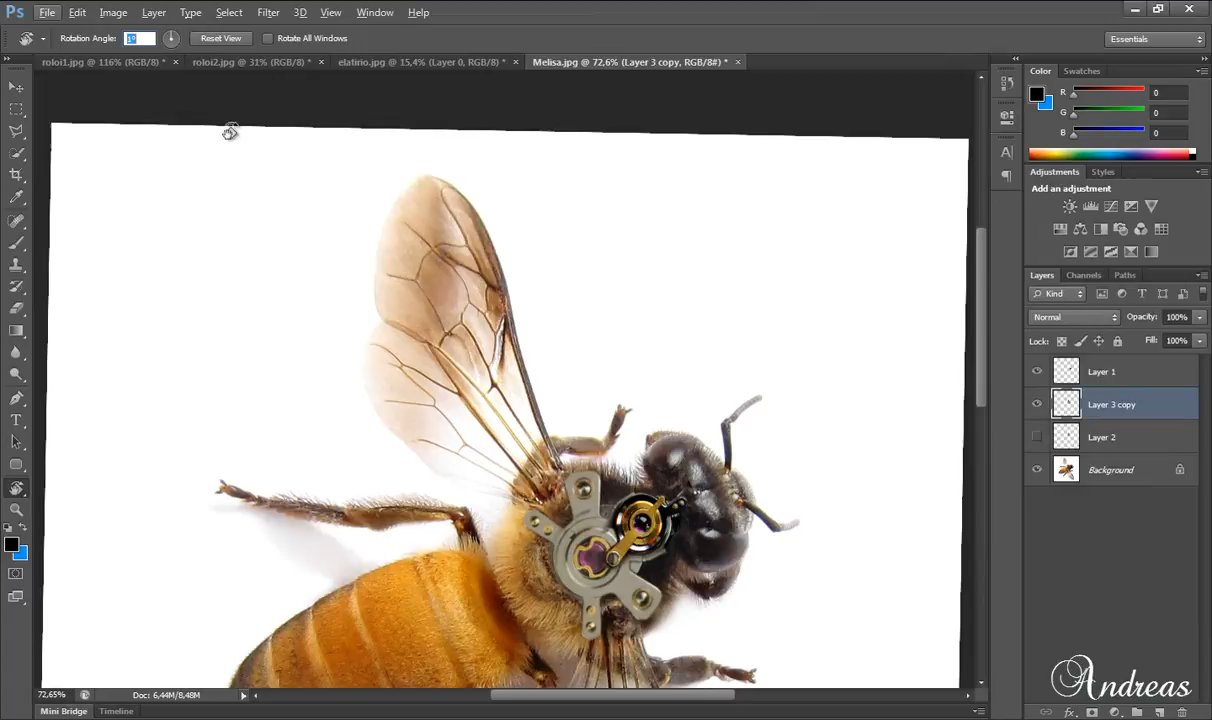 Ps File Edit Image Layer Type Select Filter 3D View Window Help
Rotation Angle: 1° Reset View Rotate All Windows Essentials
roloi1.jpg @ 116% (RGB/8) * × roloi2.jpg @ 31% (RGB/8) * × elatirio.jpg @ 15,4% (Layer 0, RGB/8) * × Melisa.jpg @ 72,6% (Layer 3 copy, RGB/8#) * ×
Color Swatches
R 0
G 0
B 0
Adjustments Styles
Add an adjustment
Layers Channels Paths
Kind
Normal Opacity: 100%
Lock: Fill: 100%
Layer 1
Layer 3 copy
Layer 2
Background
Andreas
72,65% Doc: 6,44M/8,48M
Mini Bridge Timeline